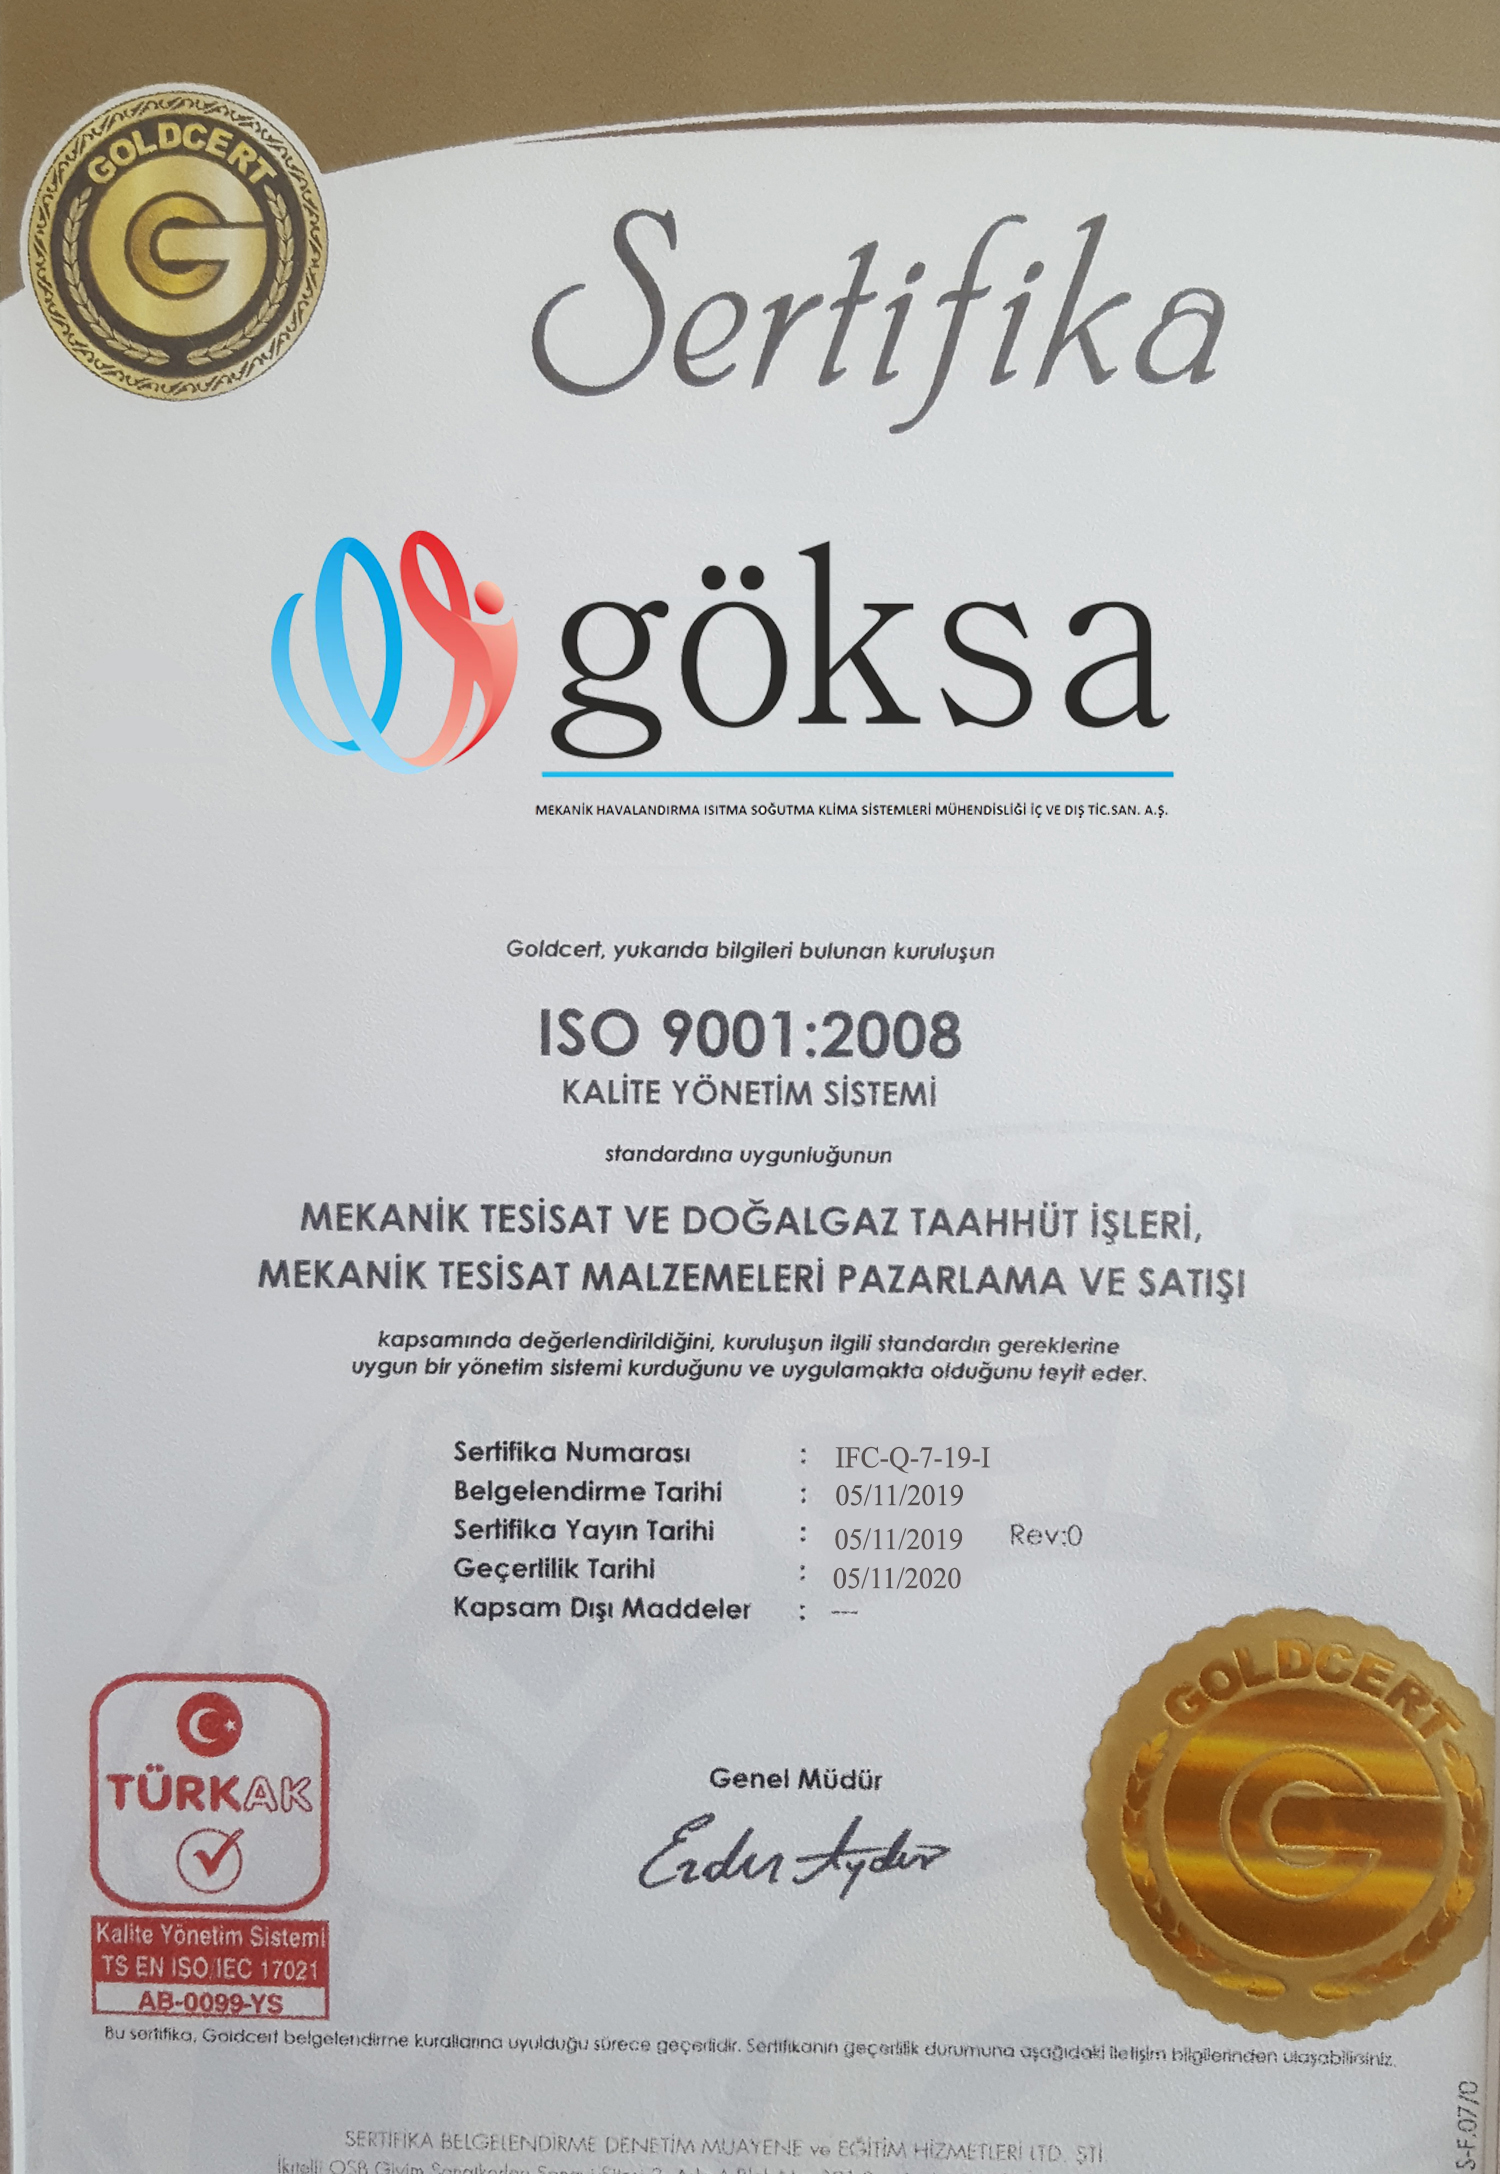 GOLDCERT
Sertifika
göksa
MEKANİK HAVALANDIRMA ISITMA SOĞUTMA KLİMA SİSTEMLERİ MÜHENDİSLİĞİ İÇ VE DIŞ TİC.SAN. A.Ş.
Goldcert, yukarıda bilgileri bulunan kuruluşun
ISO 9001:2008
KALİTE YÖNETİM SİSTEMİ
standardına uygunluğunun
MEKANİK TESİSAT VE DOĞALGAZ TAAHHÜT İŞLERİ,
MEKANİK TESİSAT MALZEMELERİ PAZARLAMA VE SATIŞI
kapsamında değerlendirildiğini, kuruluşun ilgili standardın gereklerine
uygun bir yönetim sistemi kurduğunu ve uygulamakta olduğunu teyit eder.
Sertifika Numarası : IFC-Q-7-19-I
Belgelendirme Tarihi : 05/11/2019
Sertifika Yayın Tarihi : 05/11/2019 Rev:0
Geçerlilik Tarihi : 05/11/2020
Kapsam Dışı Maddeler : ---
GOLDCERT
TÜRKAK
Genel Müdür
Kalite Yönetim Sistemi
TS EN ISO/IEC 17021
AB-0099-YS
Bu sertifika, Goldcert belgelendirme kurallarına uyulduğu sürece geçerlidir. Sertifikanın geçerlilik durumuna aşağıdaki iletişim bilgilerinden ulaşabilirsiniz.
S-F.07/0
SERTİFİKA BELGELENDİRME DENETİM MUAYENE ve EĞİTİM HİZMETLERİ LTD. ŞTİ
İkitelli OSB Giyim